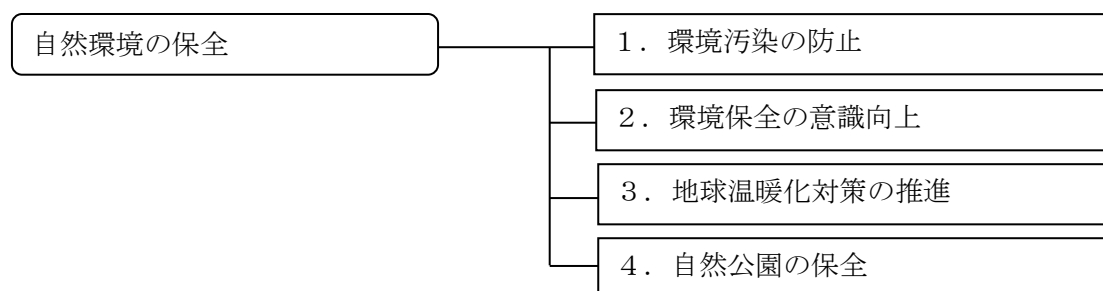 自然環境の保全
１．環境汚染の防止
２．環境保全の意識向上
３．地球温暖化対策の推進
４．自然公園の保全